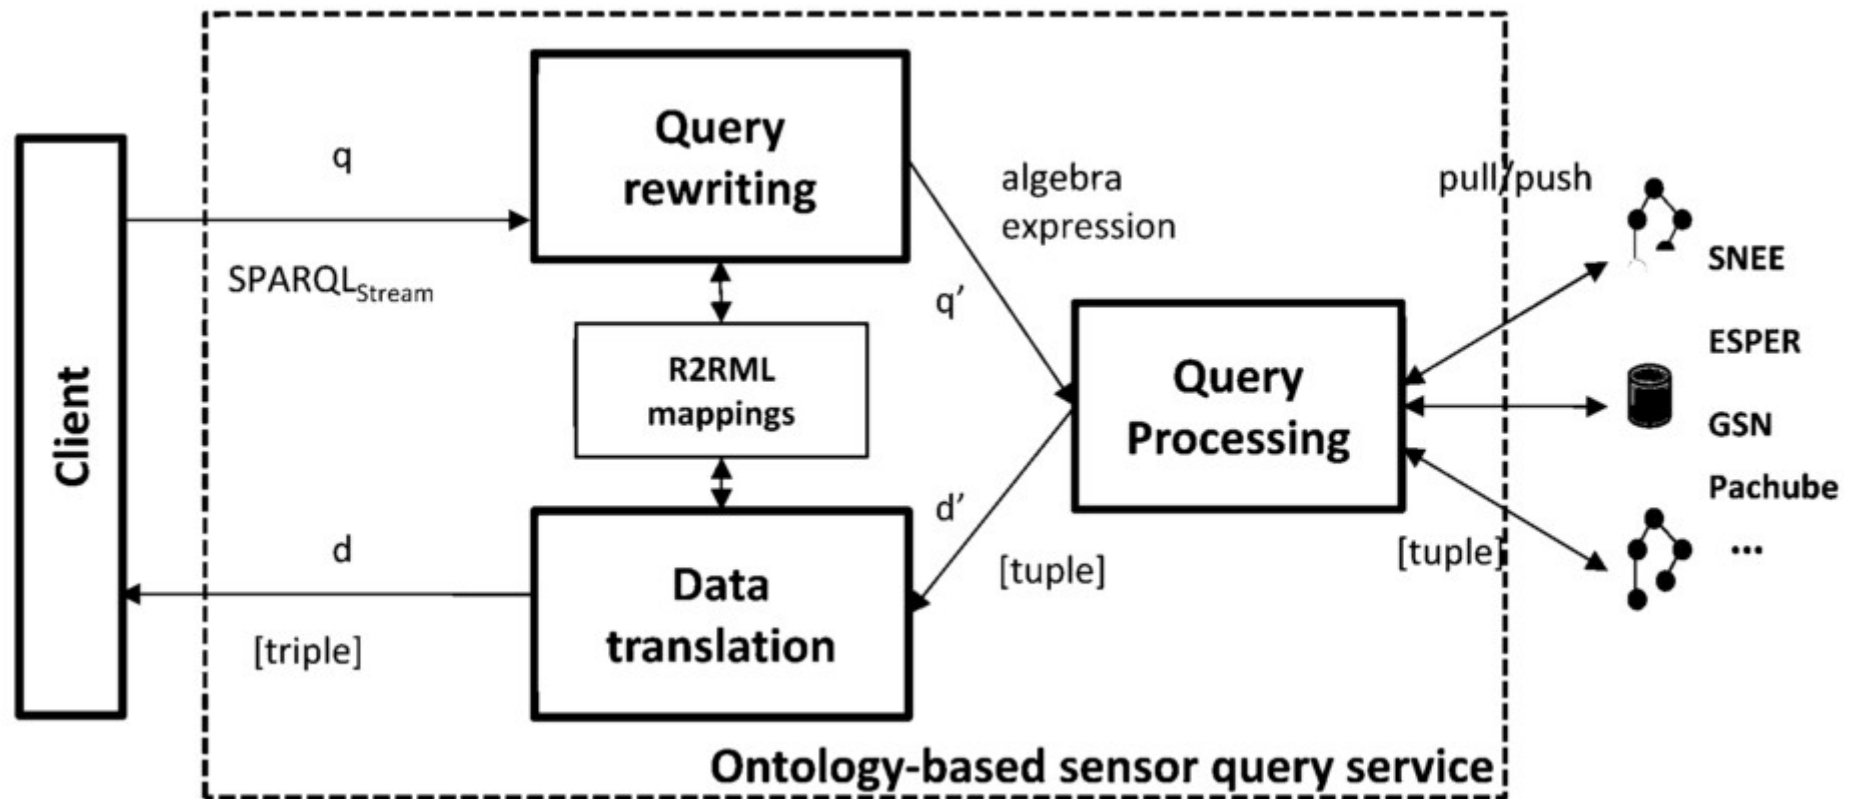 Client
q
SPARQLStream
Query
rewriting
algebra
expression
q’
pull/push
R2RML
mappings
Query
Processing
SNEE
ESPER
GSN
Pachube
...
d’
[tuple]
[tuple]
d
[triple]
Data
translation
Ontology-based sensor query service